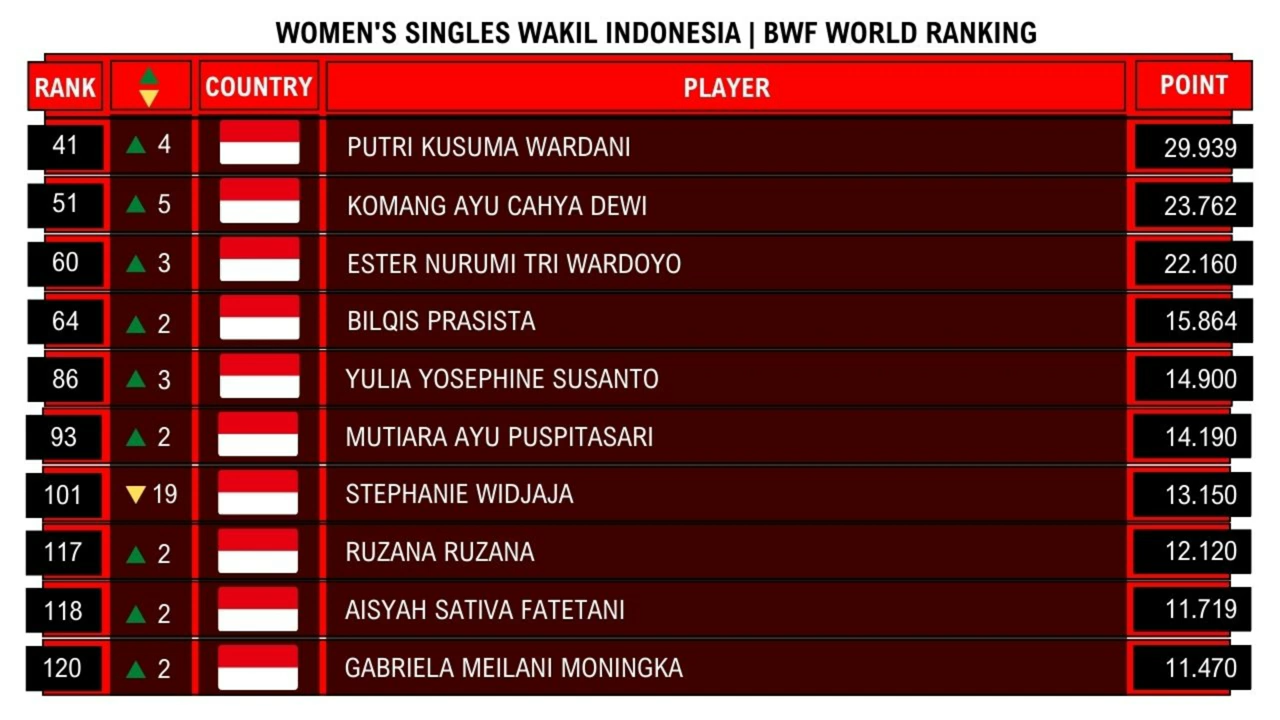 WOMEN'S SINGLES WAKIL INDONESIA | BWF WORLD RANKING
RANK COUNTRY PLAYER POINT
41 ▲ 4 PUTRI KUSUMA WARDANI 29.939
51 ▲ 5 KOMANG AYU CAHYA DEWI 23.762
60 ▲ 3 ESTER NURUMI TRI WARDOYO 22.160
64 ▲ 2 BILQIS PRASISTA 15.864
86 ▲ 3 YULIA YOSEPHINE SUSANTO 14.900
93 ▲ 2 MUTIARA AYU PUSPITASARI 14.190
101 ▼ 19 STEPHANIE WIDJAJA 13.150
117 ▲ 2 RUZANA RUZANA 12.120
118 ▲ 2 AISYAH SATIVA FATETANI 11.719
120 ▲ 2 GABRIELA MEILANI MONINGKA 11.470